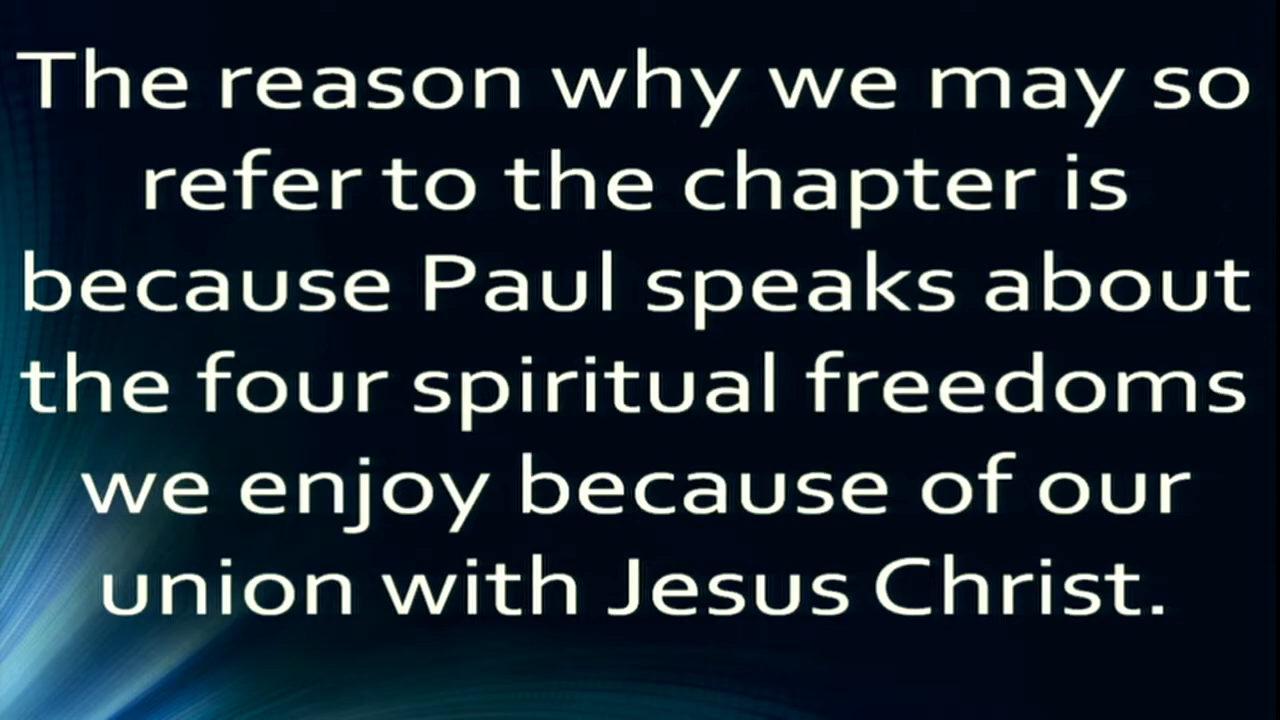 The reason why we may so
refer to the chapter is
because Paul speaks about
the four spiritual freedoms
we enjoy because of our
union with Jesus Christ.